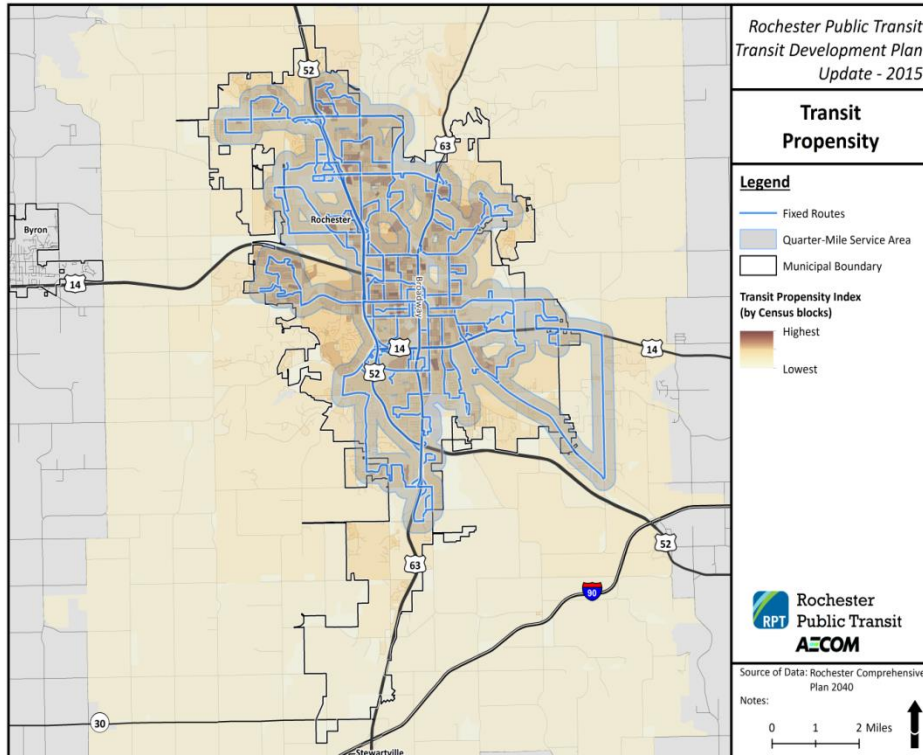 Rochester Public Transit
Transit Development Plan
Update - 2015
Transit
Propensity
Legend
Fixed Routes
Quarter-Mile Service Area
Municipal Boundary
Transit Propensity Index
(by Census blocks)
Highest
Lowest
RPT
Rochester
Public Transit
AECOM
Source of Data: Rochester Comprehensive
Plan 2040
Notes:
0 1 2 Miles
52
63
Rochester
Byron
14
Broadway
14
14
52
52
63
90
30
Stewartville